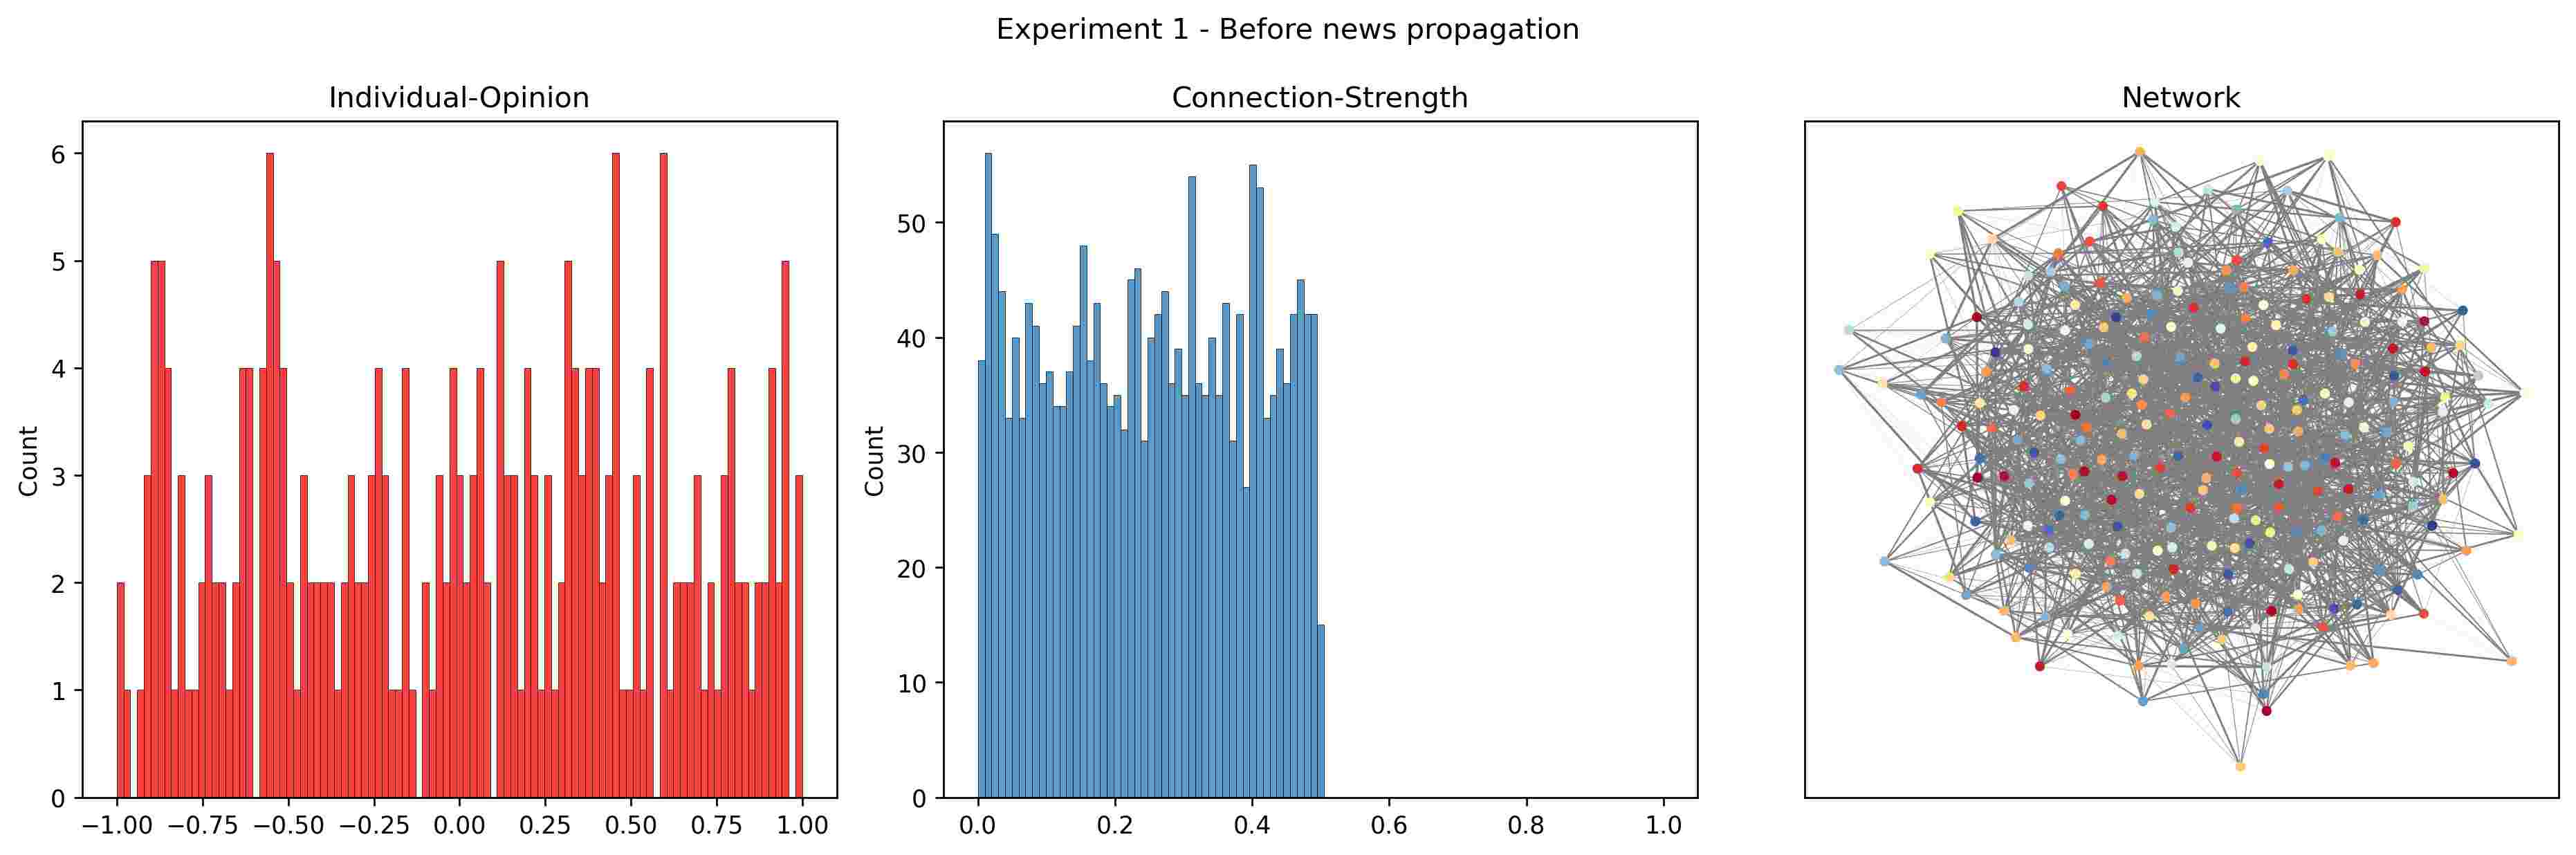 Experiment 1 - Before news propagation
Individual-Opinion
Count
6
5
4
3
2
1
0
−1.00 −0.75 −0.50 −0.25 0.00 0.25 0.50 0.75 1.00
Connection-Strength
Count
50
40
30
20
10
0
0.0 0.2 0.4 0.6 0.8 1.0
Network